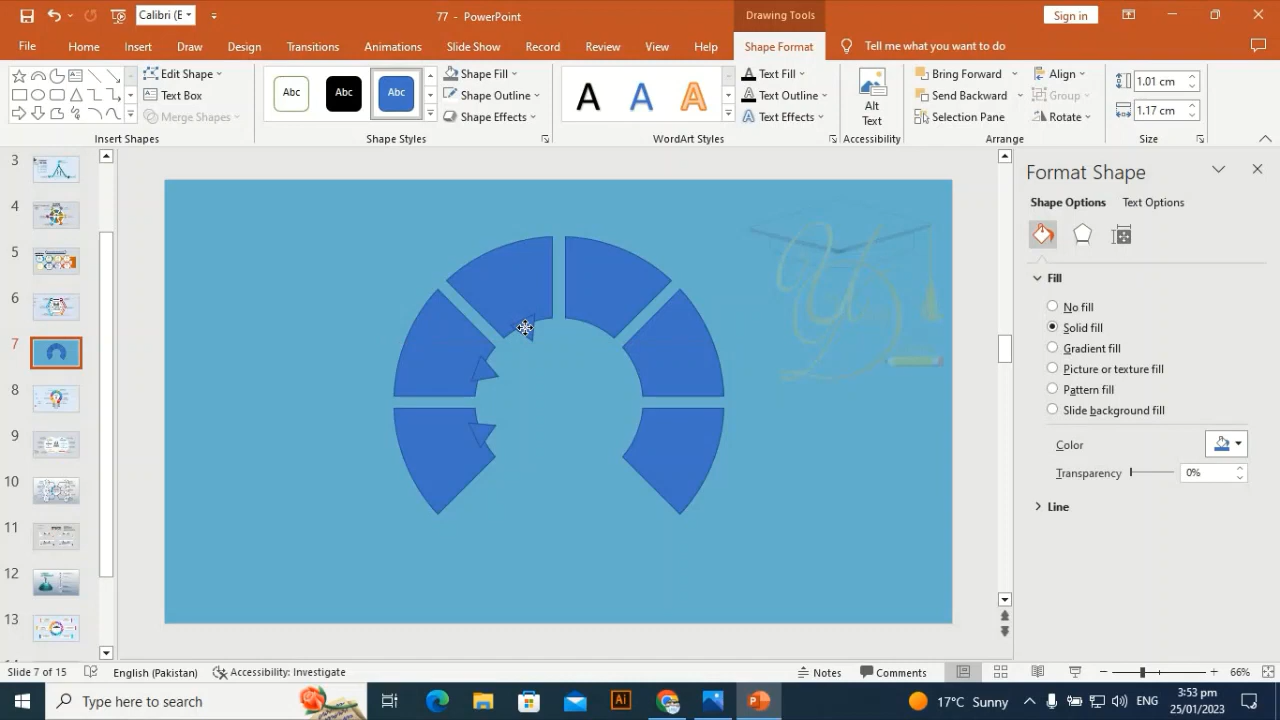 Calibri (E
77 - PowerPoint
Drawing Tools
Sign in
File
Home
Insert
Draw
Design
Transitions
Animations
Slide Show
Record
Review
View
Help
Shape Format
Tell me what you want to do
Edit Shape
Text Box
Merge Shapes
Insert Shapes
Abc
Abc
Abc
Shape Fill
Shape Outline
Shape Effects
Shape Styles
A
A
A
Text Fill
Text Outline
Text Effects
WordArt Styles
Alt
Text
Accessibility
Bring Forward
Send Backward
Selection Pane
Align
Group
Rotate
Arrange
1.01 cm
1.17 cm
Size
3
4
5
6
7
8
9
10
11
12
13
Format Shape
Shape Options
Text Options
Fill
No fill
Solid fill
Gradient fill
Picture or texture fill
Pattern fill
Slide background fill
Color
Transparency
0%
Line
Slide 7 of 15
English (Pakistan)
Accessibility: Investigate
Notes
Comments
66%
Type here to search
Ai
17°C Sunny
ENG
3:53 pm
25/01/2023